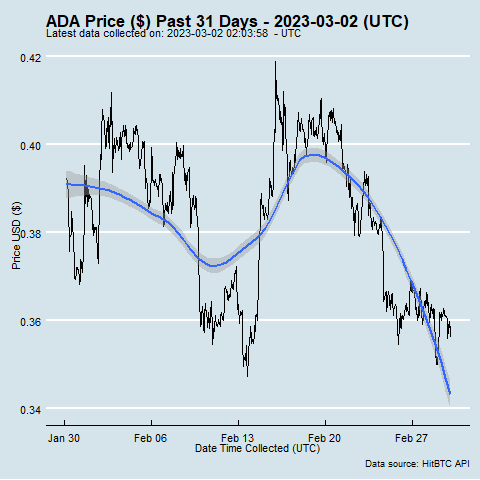 ADA Price ($) Past 31 Days - 2023-03-02 (UTC)
Latest data collected on: 2023-03-02 02:03:58 - UTC
0.42
0.40
0.38
0.36
0.34
Price USD ($)
Jan 30 Feb 06 Feb 13 Feb 20 Feb 27
Date Time Collected (UTC)
Data source: HitBTC API